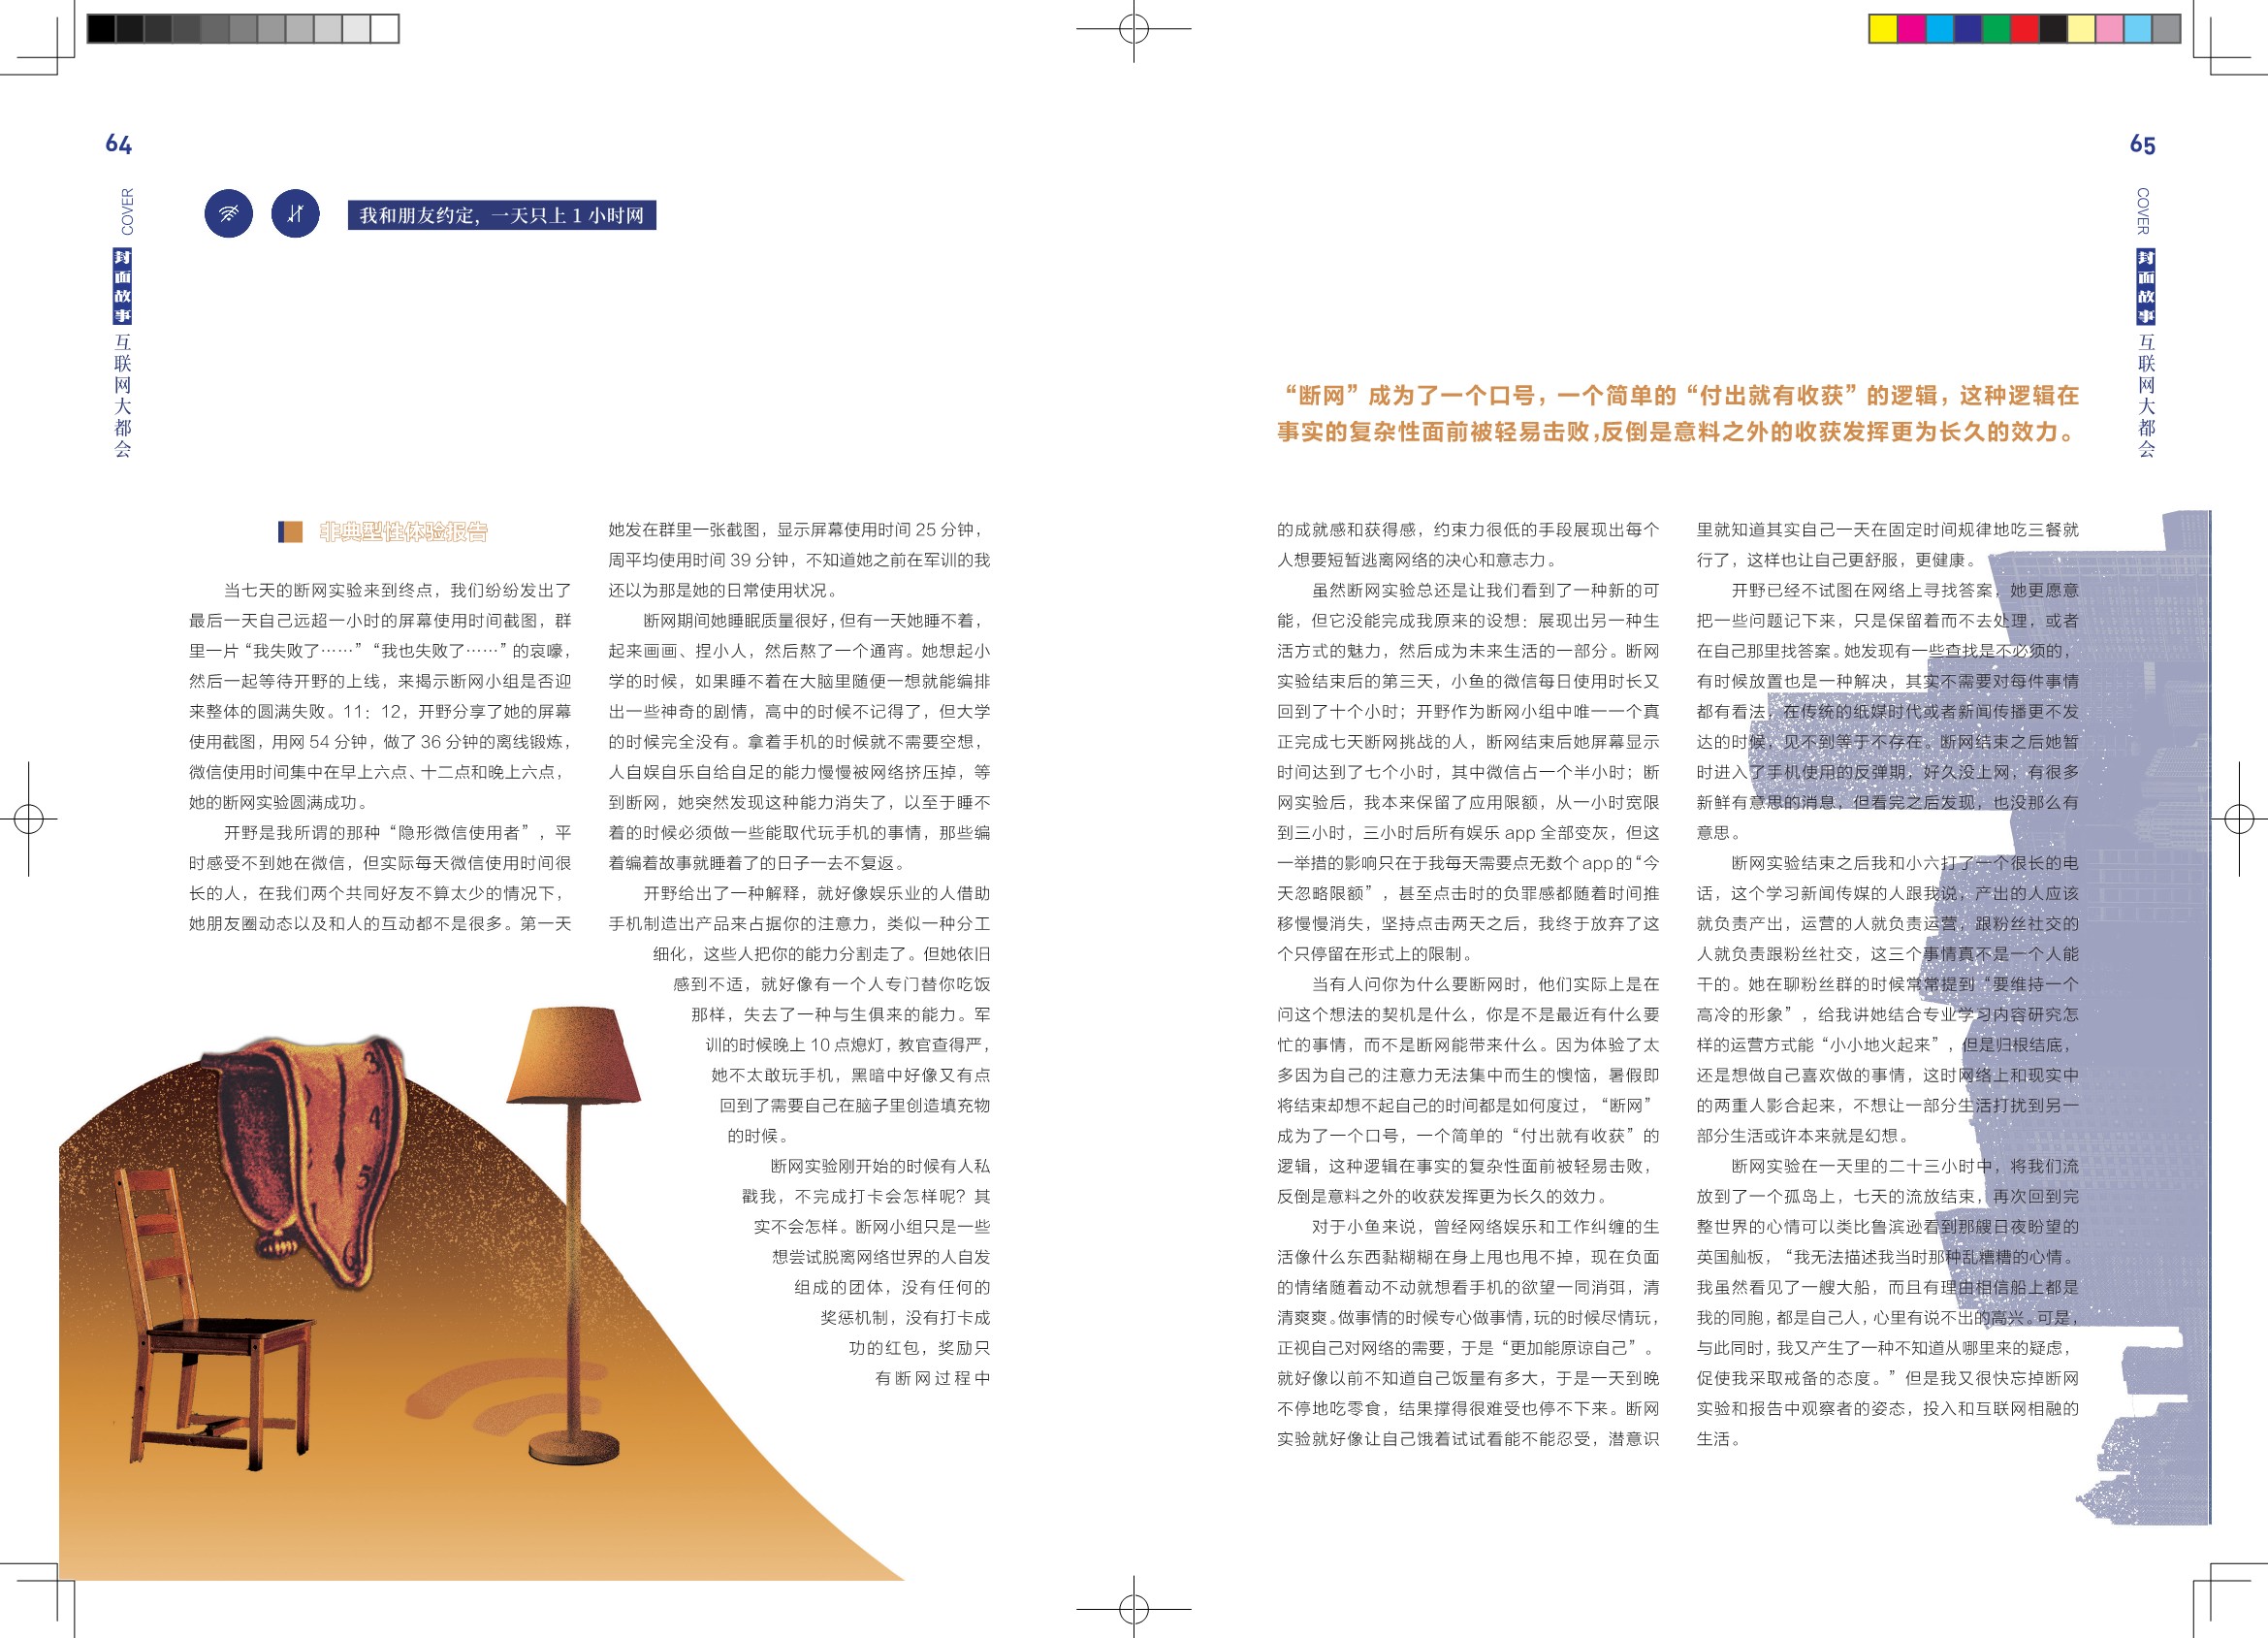 64
COVER
封面故事
互联网大都会
我和朋友约定，一天只上 1 小时网
非典型性体验报告
当七天的断网实验来到终点，我们纷纷发出了
最后一天自己远超一小时的屏幕使用时间截图，群
里一片“我失败了……”“我也失败了……”的哀嚎，
然后一起等待开野的上线，来揭示断网小组是否迎
来整体的圆满失败。11：12，开野分享了她的屏幕
使用截图，用网 54 分钟，做了 36 分钟的离线锻炼，
微信使用时间集中在早上六点、十二点和晚上六点，
她的断网实验圆满成功。
开野是我所谓的那种“隐形微信使用者”，平
时感受不到她在微信，但实际每天微信使用时间很
长的人，在我们两个共同好友不算太少的情况下，
她朋友圈动态以及和人的互动都不是很多。第一天
她发在群里一张截图，显示屏幕使用时间 25 分钟，
周平均使用时间 39 分钟，不知道她之前在军训的我
还以为那是她的日常使用状况。
断网期间她睡眠质量很好，但有一天她睡不着，
起来画画、捏小人，然后熬了一个通宵。她想起小
学的时候，如果睡不着在大脑里随便一想就能编排
出一些神奇的剧情，高中的时候不记得了，但大学
的时候完全没有。拿着手机的时候就不需要空想，
人自娱自乐自给自足的能力慢慢被网络挤压掉，等
到断网，她突然发现这种能力消失了，以至于睡不
着的时候必须做一些能取代玩手机的事情，那些编
着编着故事就睡着了的日子一去不复返。
开野给出了一种解释，就好像娱乐业的人借助
手机制造出产品来占据你的注意力，类似一种分工
细化，这些人把你的能力分割走了。但她依旧
感到不适，就好像有一个人专门替你吃饭
那样，失去了一种与生俱来的能力。军
训的时候晚上 10 点熄灯，教官查得严，
她不太敢玩手机，黑暗中好像又有点
回到了需要自己在脑子里创造填充物
的时候。
断网实验刚开始的时候有人私
戳我，不完成打卡会怎样呢？其
实不会怎样。断网小组只是一些
想尝试脱离网络世界的人自发
组成的团体，没有任何的
奖惩机制，没有打卡成
功的红包，奖励只
有断网过程中
65
COVER
封面故事
互联网大都会
“断网”成为了一个口号，一个简单的“付出就有收获”的逻辑，这种逻辑在
事实的复杂性面前被轻易击败，反倒是意料之外的收获发挥更为长久的效力。
的成就感和获得感，约束力很低的手段展现出每个
人想要短暂逃离网络的决心和意志力。
虽然断网实验总还是让我们看到了一种新的可
能，但它没能完成我原来的设想：展现出另一种生
活方式的魅力，然后成为未来生活的一部分。断网
实验结束后的第三天，小鱼的微信每日使用时长又
回到了十个小时；开野作为断网小组中唯一一个真
正完成七天断网挑战的人，断网结束后她屏幕显示
时间达到了七个小时，其中微信占一个半小时；断
网实验后，我本来保留了应用限额，从一小时宽限
到三小时，三小时后所有娱乐 app 全部变灰，但这
一举措的影响只在于我每天需要点无数个 app 的“今
天忽略限额”，甚至点击时的负罪感都随着时间推
移慢慢消失，坚持点击两天之后，我终于放弃了这
个只停留在形式上的限制。
当有人问你为什么要断网时，他们实际上是在
问这个想法的契机是什么，你是不是最近有什么要
忙的事情，而不是断网能带来什么。因为体验了太
多因为自己的注意力无法集中而生的懊恼，暑假即
将结束却想不起自己的时间都是如何度过，“断网”
成为了一个口号，一个简单的“付出就有收获”的
逻辑，这种逻辑在事实的复杂性面前被轻易击败，
反倒是意料之外的收获发挥更为长久的效力。
对于小鱼来说，曾经网络娱乐和工作纠缠的生
活像什么东西黏糊糊在身上甩也甩不掉，现在负面
的情绪随着动不动就想看手机的欲望一同消弭，清
清爽爽。做事情的时候专心做事情，玩的时候尽情玩，
正视自己对网络的需要，于是“更加能原谅自己”。
就好像以前不知道自己饭量有多大，于是一天到晚
不停地吃零食，结果撑得很难受也停不下来。断网
实验就好像让自己饿着试试看能不能忍受，潜意识
里就知道其实自己一天在固定时间规律地吃三餐就
行了，这样也让自己更舒服，更健康。
开野已经不试图在网络上寻找答案，她更愿意
把一些问题记下来，只是保留着而不去处理，或者
在自己那里找答案。她发现有一些查找是不必须的，
有时候放置也是一种解决，其实不需要对每件事情
都有看法，在传统的纸媒时代或者新闻传播更不发
达的时候，见不到等于不存在。断网结束之后她暂
时进入了手机使用的反弹期，好久没上网，有很多
新鲜有意思的消息，但看完之后发现，也没那么有
意思。
断网实验结束之后我和小六打了一个很长的电
话，这个学习新闻传媒的人跟我说，产出的人应该
就负责产出，运营的人就负责运营，跟粉丝社交的
人就负责跟粉丝社交，这三个事情真不是一个人能
干的。她在聊粉丝群的时候常常提到“要维持一个
高冷的形象”，给我讲她结合专业学习内容研究怎
样的运营方式能“小小地火起来”，但是归根结底，
还是想做自己喜欢做的事情，这时网络上和现实中
的两重人影合起来，不想让一部分生活打扰到另一
部分生活或许本来就是幻想。
断网实验在一天里的二十三小时中，将我们流
放到了一个孤岛上，七天的流放结束，再次回到完
整世界的心情可以类比鲁滨逊看到那艘日夜盼望的
英国舢板，“我无法描述我当时那种乱糟糟的心情。
我虽然看见了一艘大船，而且有理由相信船上都是
我的同胞，都是自己人，心里有说不出的高兴。可是，
与此同时，我又产生了一种不知道从哪里来的疑虑，
促使我采取戒备的态度。”但是我又很快忘掉断网
实验和报告中观察者的姿态，投入和互联网相融的
生活。
3
4
5
6